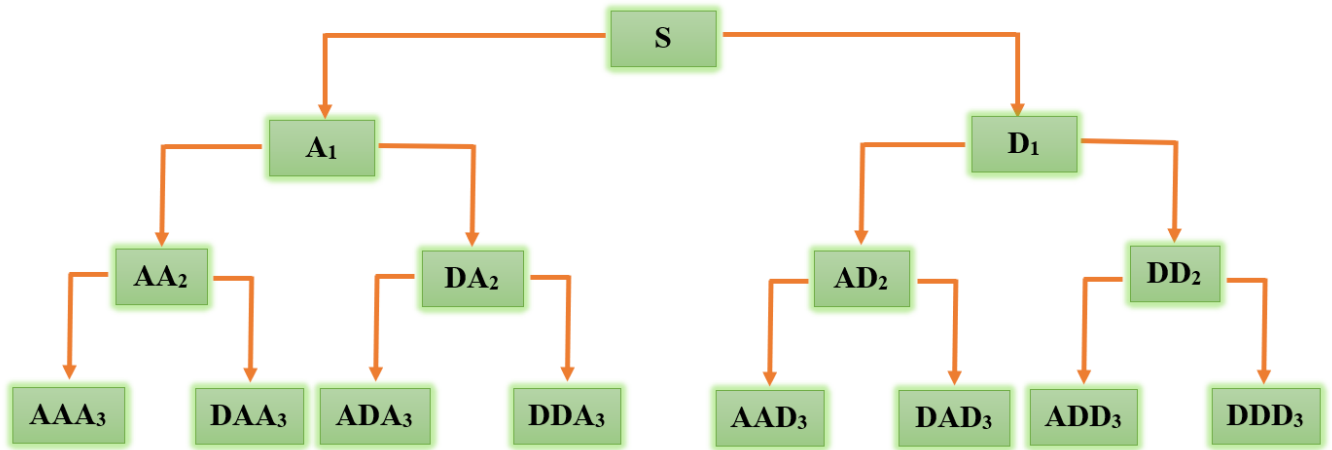 S
A₁
D₁
AA₂
DA₂
AD₂
DD₂
AAA₃
DAA₃
ADA₃
DDA₃
AAD₃
DAD₃
ADD₃
DDD₃